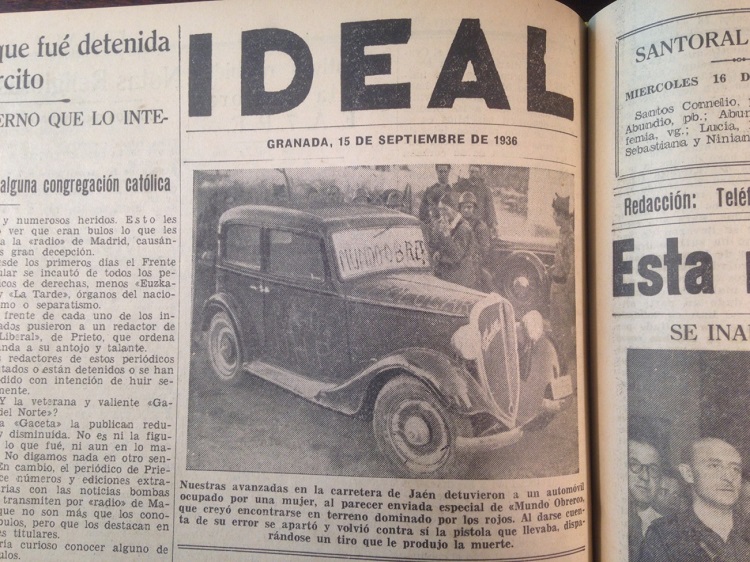 que fué detenida
rcito
ERNO QUE LO INTE-
alguna congregación católica
y numerosos heridos. Esto les
o ver que eran bulos lo que les
a la «radio» de Madrid, causán-
s gran decepción.
esde los primeros días el Frente
ular se incautó de todos los pe-
icos de derechas, menos «Euzka-
y «La Tarde», órganos del nacio-
mo o separatismo.
frente de cada uno de los in-
ados pusieron a un redactor de
Liberal», de Prieto, que ordena
anda a su antojo y talante.
s redactores de estos periódicos
ltados o están detenidos o se han
ndido con intención de huir se-
mente.
Y la veterana y valiente «Ga-
del Norte»?
a «Gaceta» la publican redu-
y disminuida. No es ni la figu-
lo que fué, ni aun en lo ma-
No digamos nada en otro sen-
En cambio, el periódico de Prie-
ce números y ediciones extra-
rias con las noticias bombas
transmiten por «radio» de Ma-
que no son más que los cono-
bulos, pero que los destacan en
es titulares.
ría curioso conocer alguno de
ulos.
IDEAL
GRANADA, 15 DE SEPTIEMBRE DE 1936
MUNDO OBRER
Nuestras avanzadas en la carretera de Jaén detuvieron a un automóvil
ocupado por una mujer, al parecer enviada especial de «Mundo Obrero»,
que creyó encontrarse en terreno dominado por los rojos. Al darse cuen-
ta de su error se apartó y volvió contra sí la pistola que llevaba, dispa-
rándose un tiro que le produjo la muerte.
SANTORAL
MIERCOLES 16 D
Santos Cornelio,
Abundio, pb.; Abun
femia, vg.; Lucía,
Sebastiana y Ninian
Redacción: Teléf
Esta
SE INA